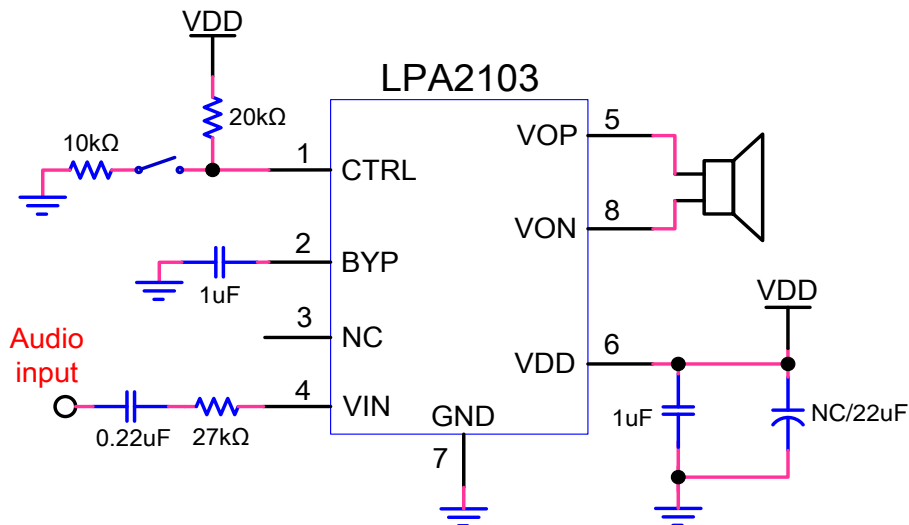 VDD
LPA2103
20kΩ
10kΩ
1
CTRL
VOP
5
VON
8
2
BYP
1uF
3
NC
Audio
input
4
VIN
0.22uF
27kΩ
GND
7
VDD
6
VDD
1uF
NC/22uF